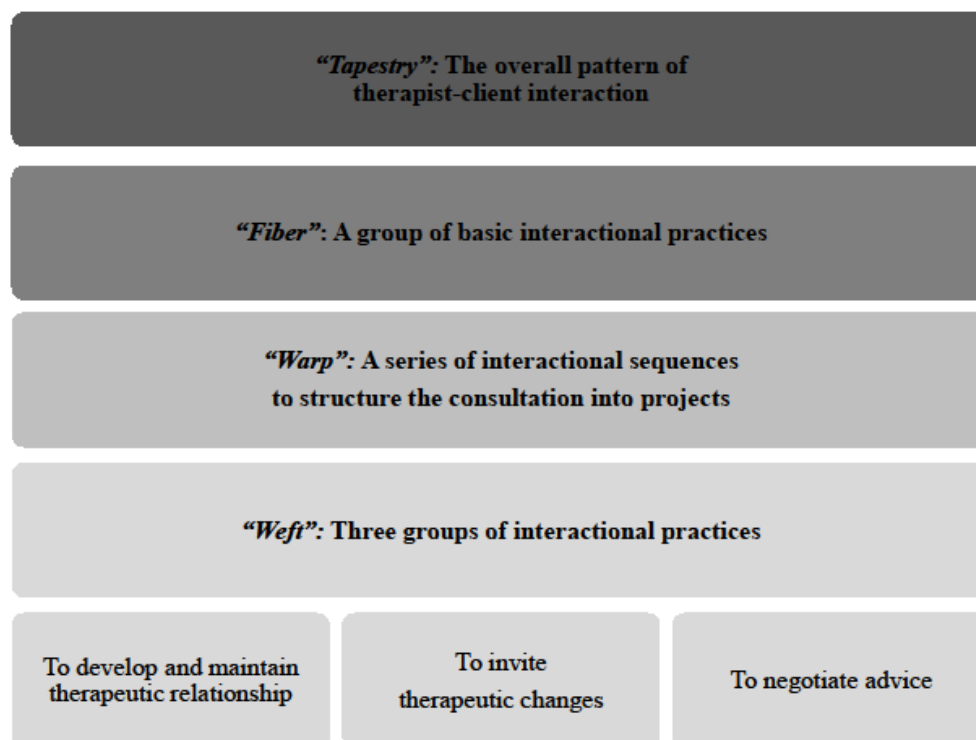 “Tapestry”: The overall pattern of
therapist-client interaction
“Fiber”: A group of basic interactional practices
“Warp”: A series of interactional sequences
to structure the consultation into projects
“Weft”: Three groups of interactional practices
To develop and maintain
therapeutic relationship
To invite
therapeutic changes
To negotiate advice